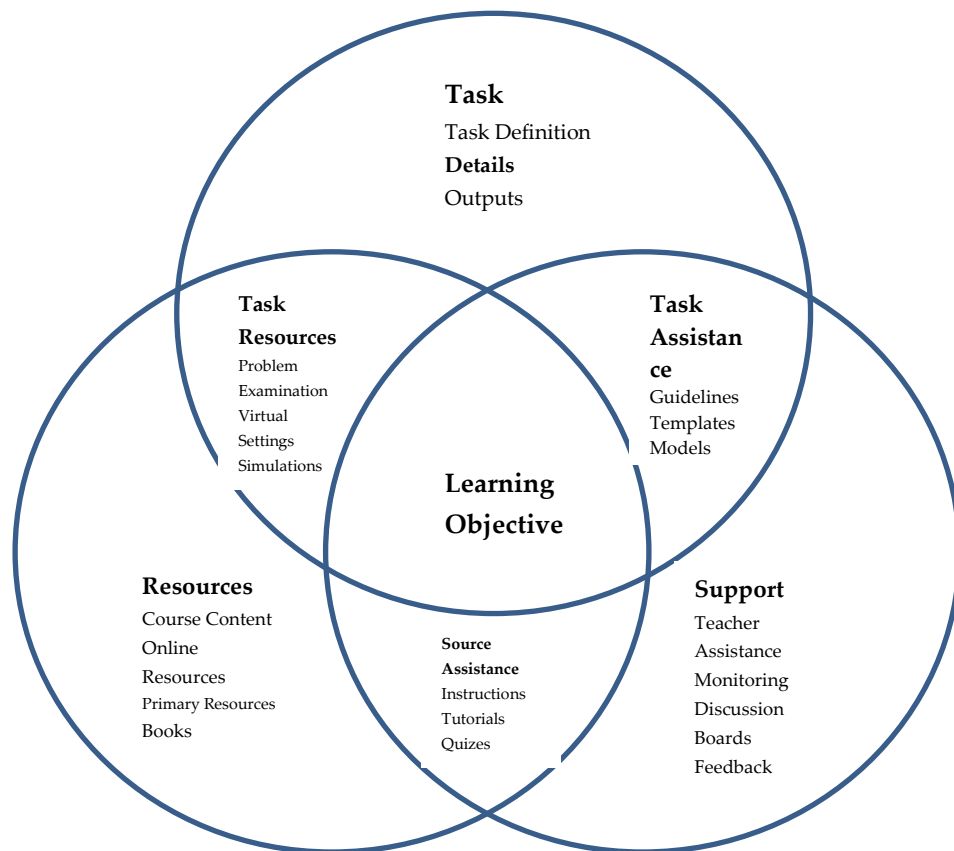 Task
Task Definition
Details
Outputs
Task
Resources
Problem
Examination
Virtual
Settings
Simulations
Task
Assistan
ce
Guidelines
Templates
Models
Learning
Objective
Resources
Course Content
Online
Resources
Primary Resources
Books
Source
Assistance
Instructions
Tutorials
Quizes
Support
Teacher
Assistance
Monitoring
Discussion
Boards
Feedback